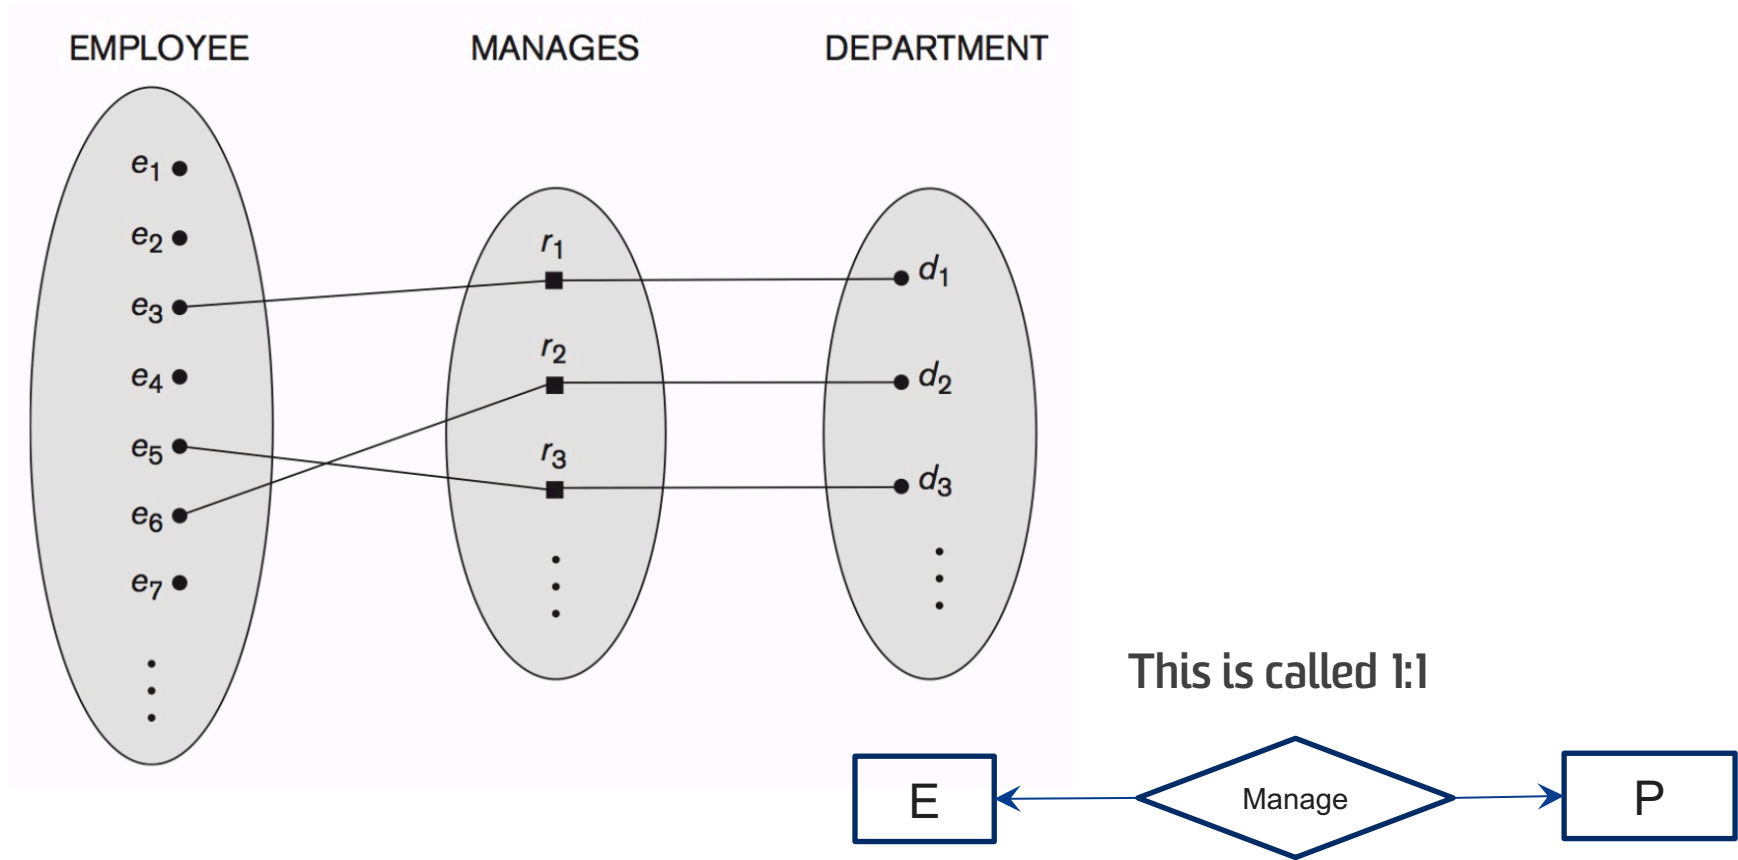 EMPLOYEE MANAGES DEPARTMENT
e1
e2
e3
e4
e5
e6
e7
r1
r2
r3
d1
d2
d3
This is called 1:1
E Manage P